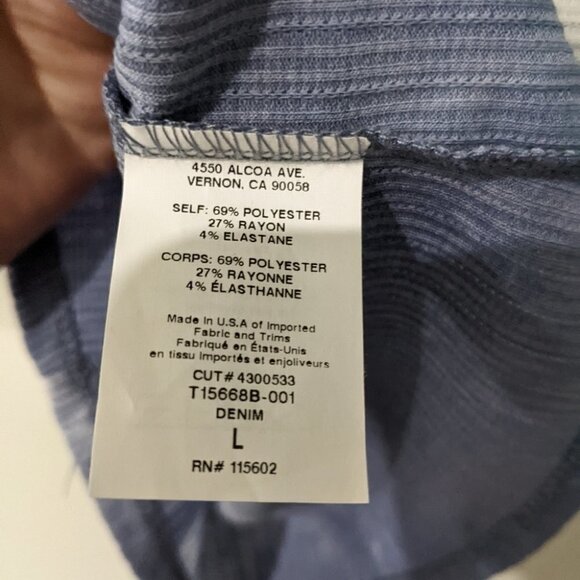 4550 ALCOA AVE.
VERNON, CA 90058
SELF: 69% POLYESTER
27% RAYON
4% ELASTANE
CORPS: 69% POLYESTER
27% RAYONNE
4% ÉLASTHANNE
Made in U.S.A of Imported
Fabric and Trims
Fabriqué en États-Unis
en tissu importés et enjoliveurs
CUT# 4300533
T15668B-001
DENIM
L
RN# 115602